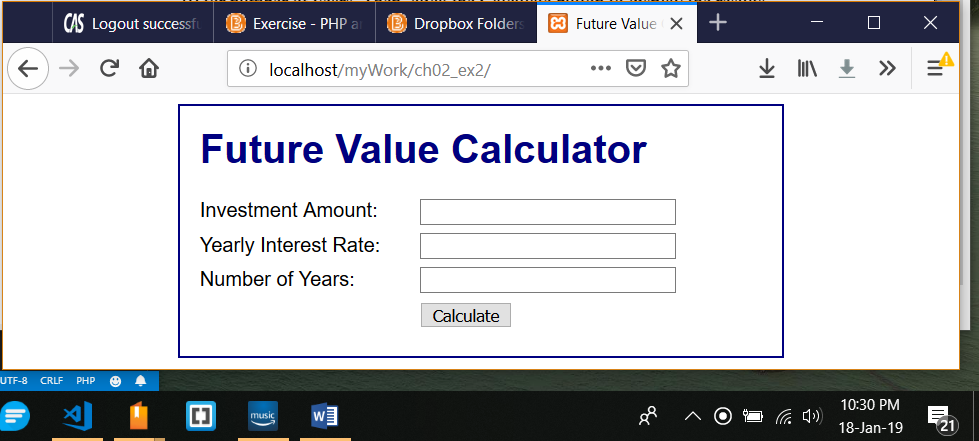 CAS Logout successfu
Exercise - PHP a
Dropbox Folders
Future Value
localhost/myWork/ch02_ex2/
Future Value Calculator
Investment Amount:
Yearly Interest Rate:
Number of Years:
Calculate
UTF-8 CRLF PHP
music
10:30 PM
18-Jan-19
21